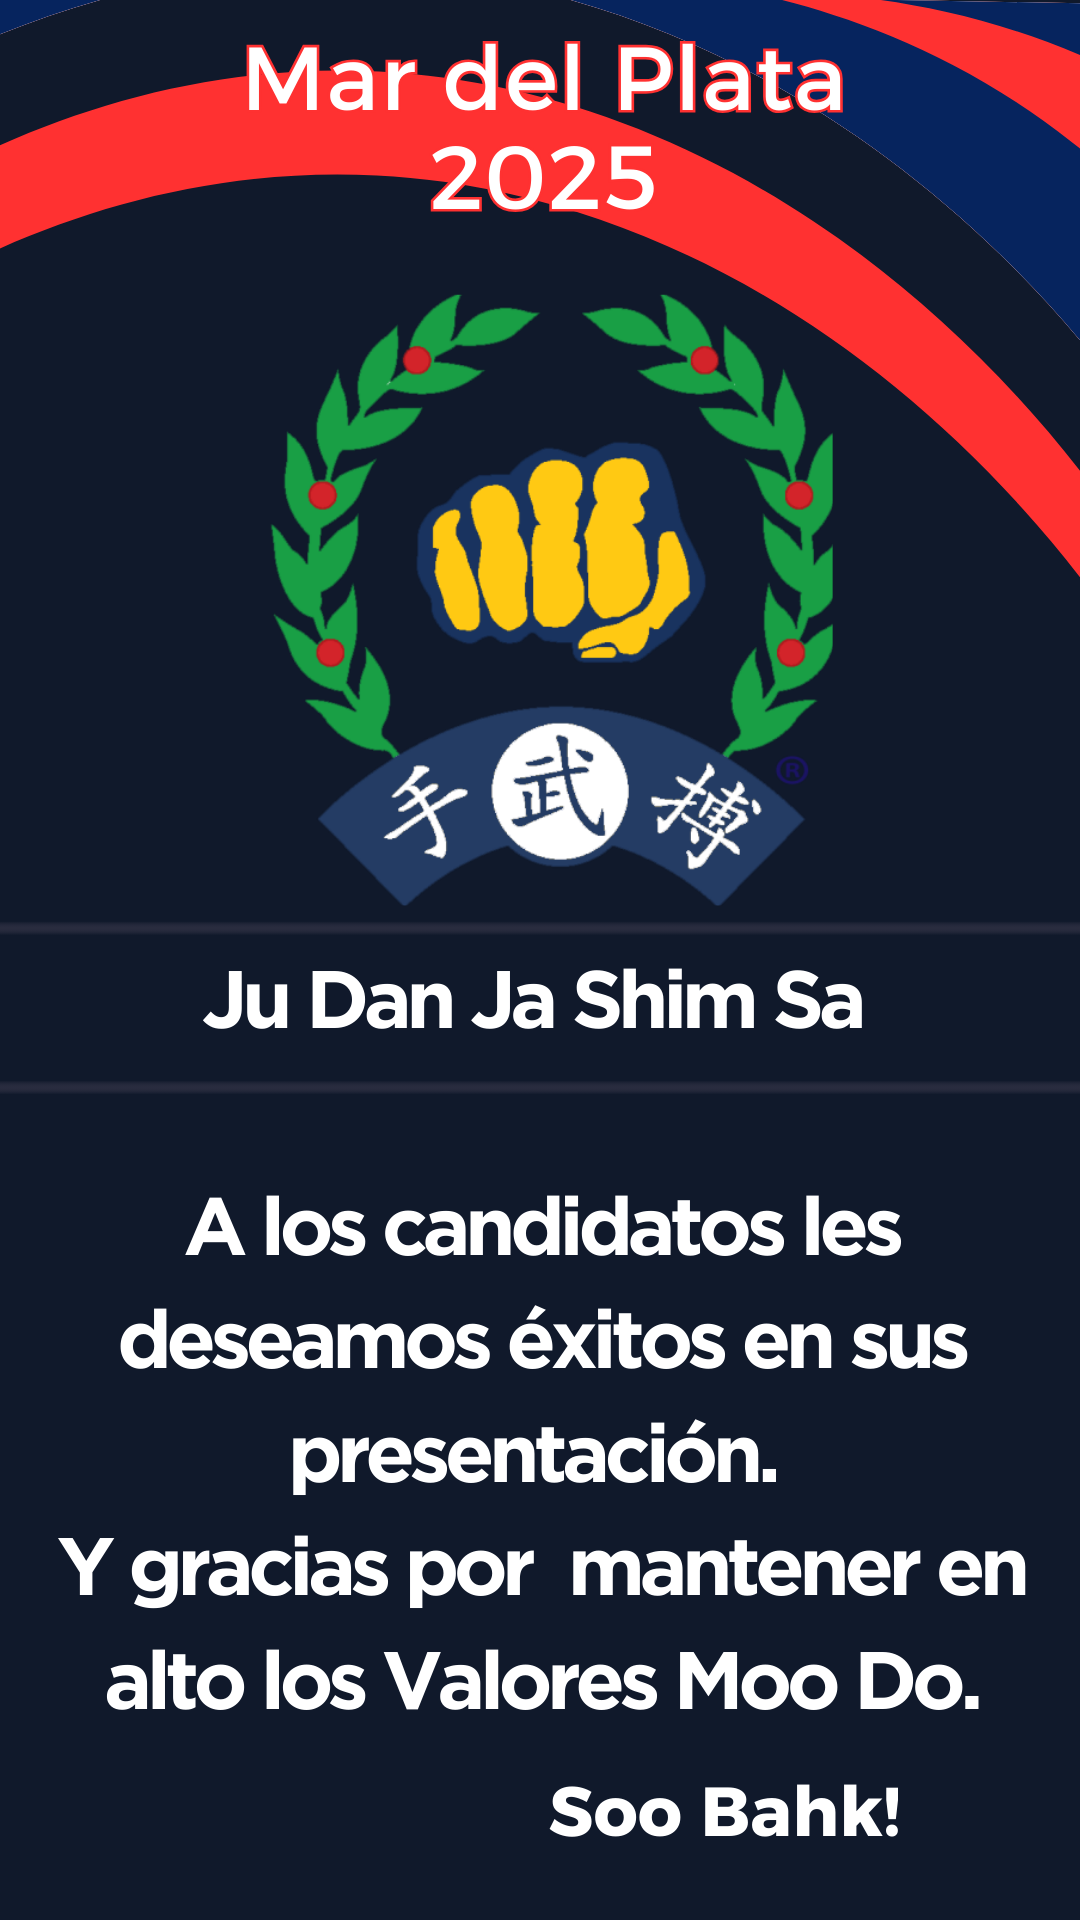 Mar del Plata
2025
手 武 搏
®
Ju Dan Ja Shim Sa
A los candidatos les
deseamos éxitos en sus
presentación.
Y gracias por  mantener en
alto los Valores Moo Do.
Soo Bahk!